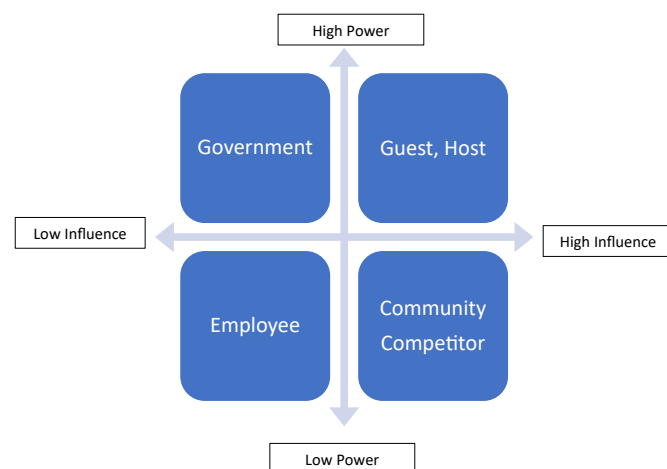 High Power
Government
Guest, Host
Low Influence
High Influence
Employee
Community
Competitor
Low Power